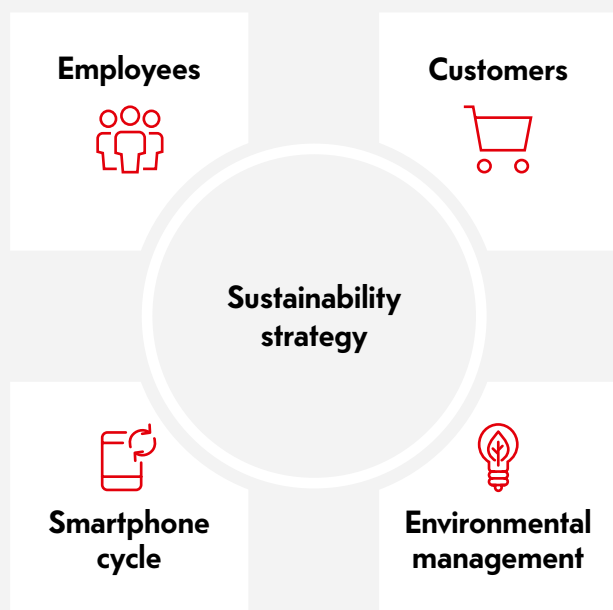 Employees
Customers
Sustainability
strategy
Smartphone
cycle
Environmental
management